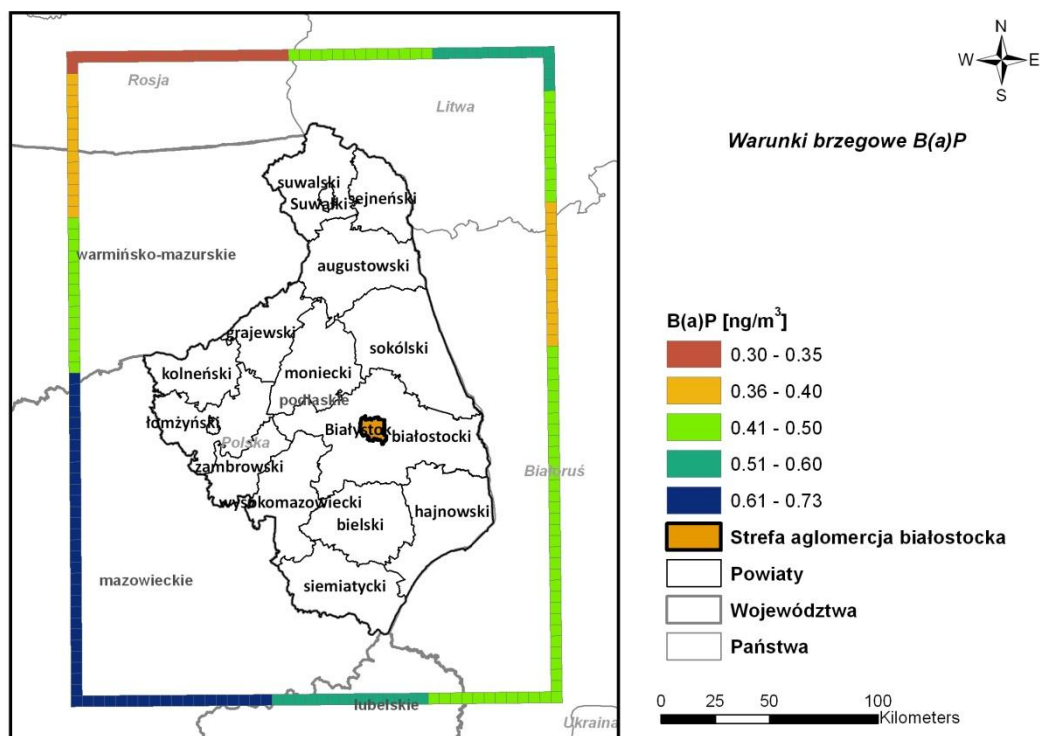 Rosja
Litwa
suwalski
Suwałki
sejneński
warmińsko-mazurskie
augustowski
grajewski
sokólski
kolneński
moniecki
podlaskie
łomżyński
Białystok
białostocki
Polska
zambrowski
Białoruś
wysokomazowiecki
hajnowski
bielski
mazowieckie
siemiatycki
lubelskie
Ukraina
N
W E
S
Warunki brzegowe B(a)P
B(a)P [ng/m³]
0.30 - 0.35
0.36 - 0.40
0.41 - 0.50
0.51 - 0.60
0.61 - 0.73
Strefa aglomercja białostocka
Powiaty
Województwa
Państwa
0 25 50 100
Kilometers